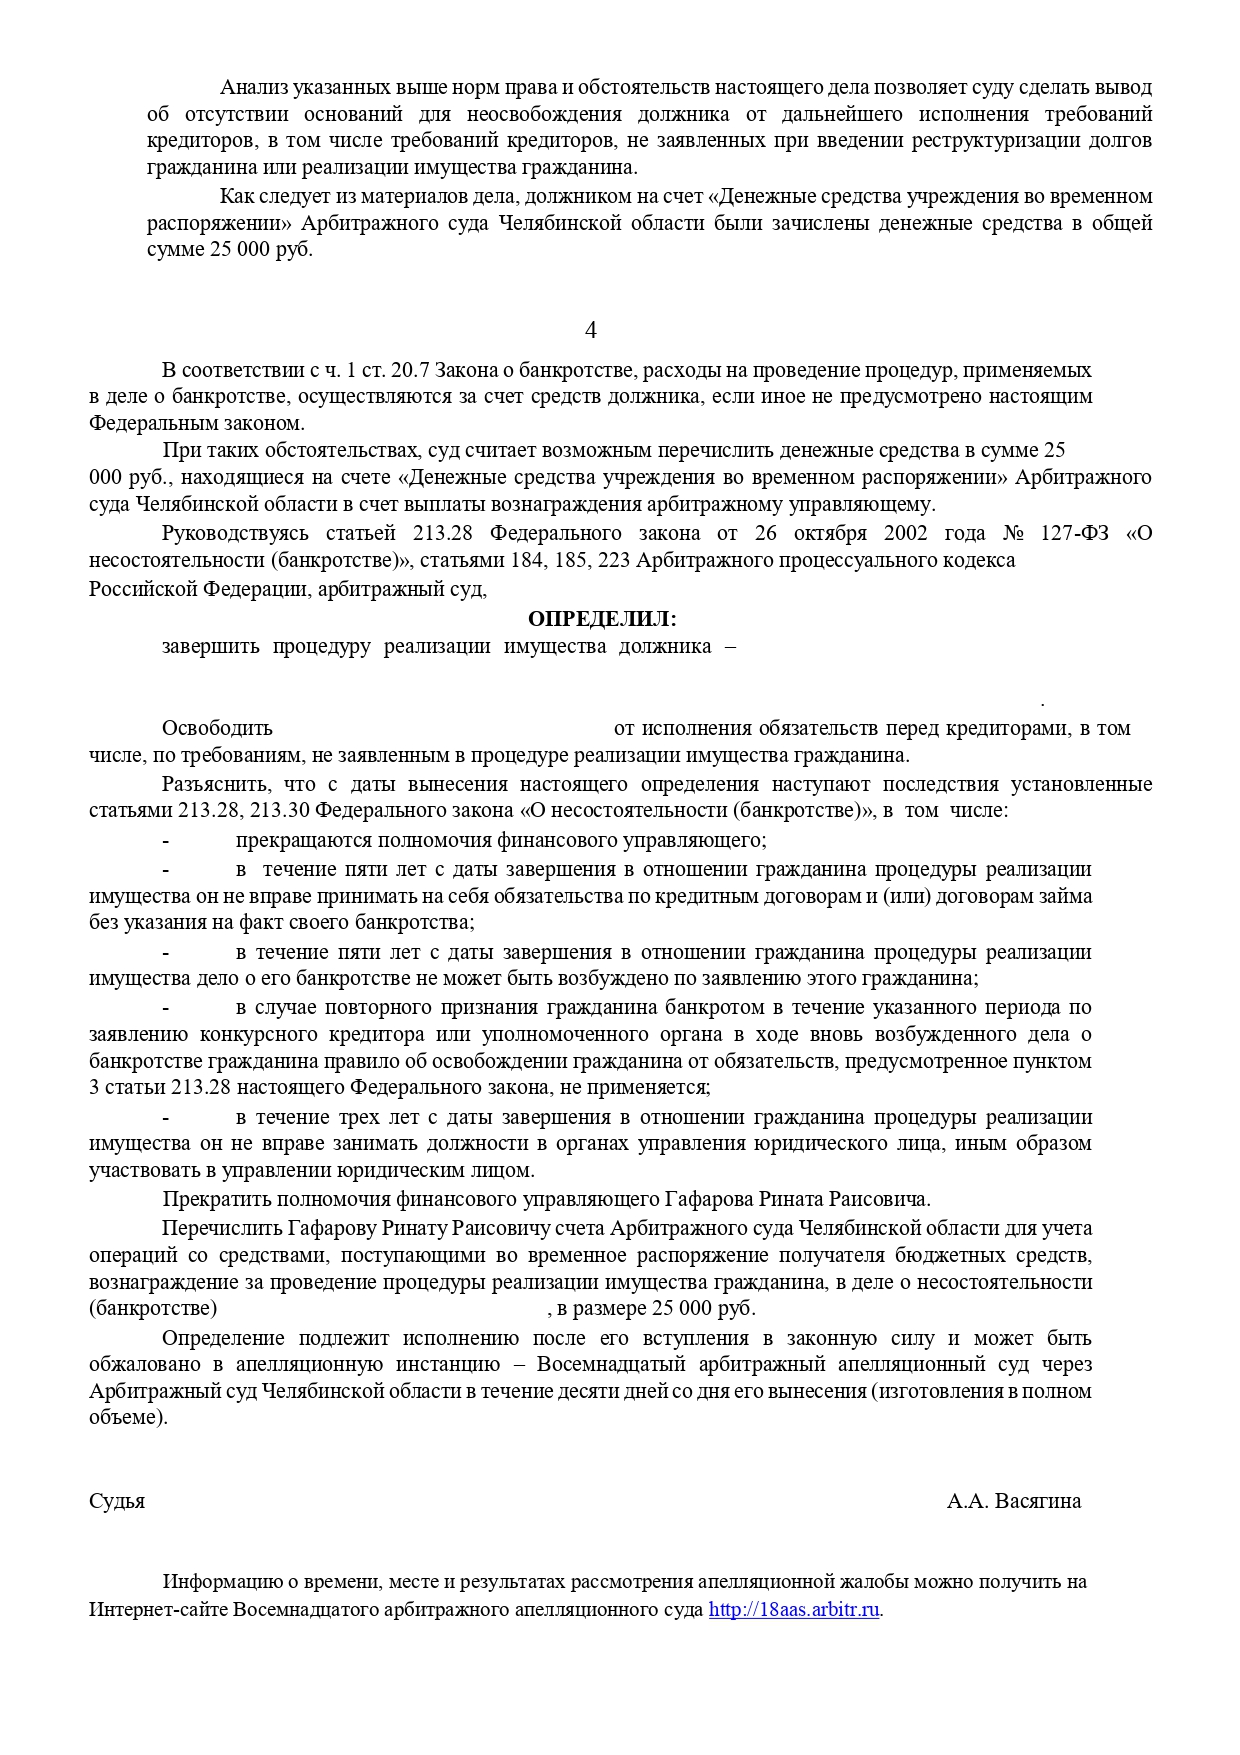 Анализ указанных выше норм права и обстоятельств настоящего дела позволяет суду сделать вывод
об отсутствии оснований для неосвобождения должника от дальнейшего исполнения требований
кредиторов, в том числе требований кредиторов, не заявленных при введении реструктуризации долгов
гражданина или реализации имущества гражданина.
Как следует из материалов дела, должником на счет «Денежные средства учреждения во временном
распоряжении» Арбитражного суда Челябинской области были зачислены денежные средства в общей
сумме 25 000 руб.
4
В соответствии с ч. 1 ст. 20.7 Закона о банкротстве, расходы на проведение процедур, применяемых
в деле о банкротстве, осуществляются за счет средств должника, если иное не предусмотрено настоящим
Федеральным законом.
При таких обстоятельствах, суд считает возможным перечислить денежные средства в сумме 25
000 руб., находящиеся на счете «Денежные средства учреждения во временном распоряжении» Арбитражного
суда Челябинской области в счет выплаты вознаграждения арбитражному управляющему.
Руководствуясь статьей 213.28 Федерального закона от 26 октября 2002 года № 127-ФЗ «О
несостоятельности (банкротстве)», статьями 184, 185, 223 Арбитражного процессуального кодекса
Российской Федерации, арбитражный суд,
ОПРЕДЕЛИЛ:
завершить процедуру реализации имущества должника –
.
Освободить от исполнения обязательств перед кредиторами, в том
числе, по требованиям, не заявленным в процедуре реализации имущества гражданина.
Разъяснить, что с даты вынесения настоящего определения наступают последствия установленные
статьями 213.28, 213.30 Федерального закона «О несостоятельности (банкротстве)», в том числе:
- прекращаются полномочия финансового управляющего;
- в течение пяти лет с даты завершения в отношении гражданина процедуры реализации
имущества он не вправе принимать на себя обязательства по кредитным договорам и (или) договорам займа
без указания на факт своего банкротства;
- в течение пяти лет с даты завершения в отношении гражданина процедуры реализации
имущества дело о его банкротстве не может быть возбуждено по заявлению этого гражданина;
- в случае повторного признания гражданина банкротом в течение указанного периода по
заявлению конкурсного кредитора или уполномоченного органа в ходе вновь возбужденного дела о
банкротстве гражданина правило об освобождении гражданина от обязательств, предусмотренное пунктом
3 статьи 213.28 настоящего Федерального закона, не применяется;
- в течение трех лет с даты завершения в отношении гражданина процедуры реализации
имущества он не вправе занимать должности в органах управления юридического лица, иным образом
участвовать в управлении юридическим лицом.
Прекратить полномочия финансового управляющего Гафарова Рината Раисовича.
Перечислить Гафарову Ринату Раисовичу счета Арбитражного суда Челябинской области для учета
операций со средствами, поступающими во временное распоряжение получателя бюджетных средств,
вознаграждение за проведение процедуры реализации имущества гражданина, в деле о несостоятельности
(банкротстве) , в размере 25 000 руб.
Определение подлежит исполнению после его вступления в законную силу и может быть
обжаловано в апелляционную инстанцию – Восемнадцатый арбитражный апелляционный суд через
Арбитражный суд Челябинской области в течение десяти дней со дня его вынесения (изготовления в полном
объеме).
Судья А.А. Васягина
Информацию о времени, месте и результатах рассмотрения апелляционной жалобы можно получить на
Интернет-сайте Восемнадцатого арбитражного апелляционного суда http://18aas.arbitr.ru.